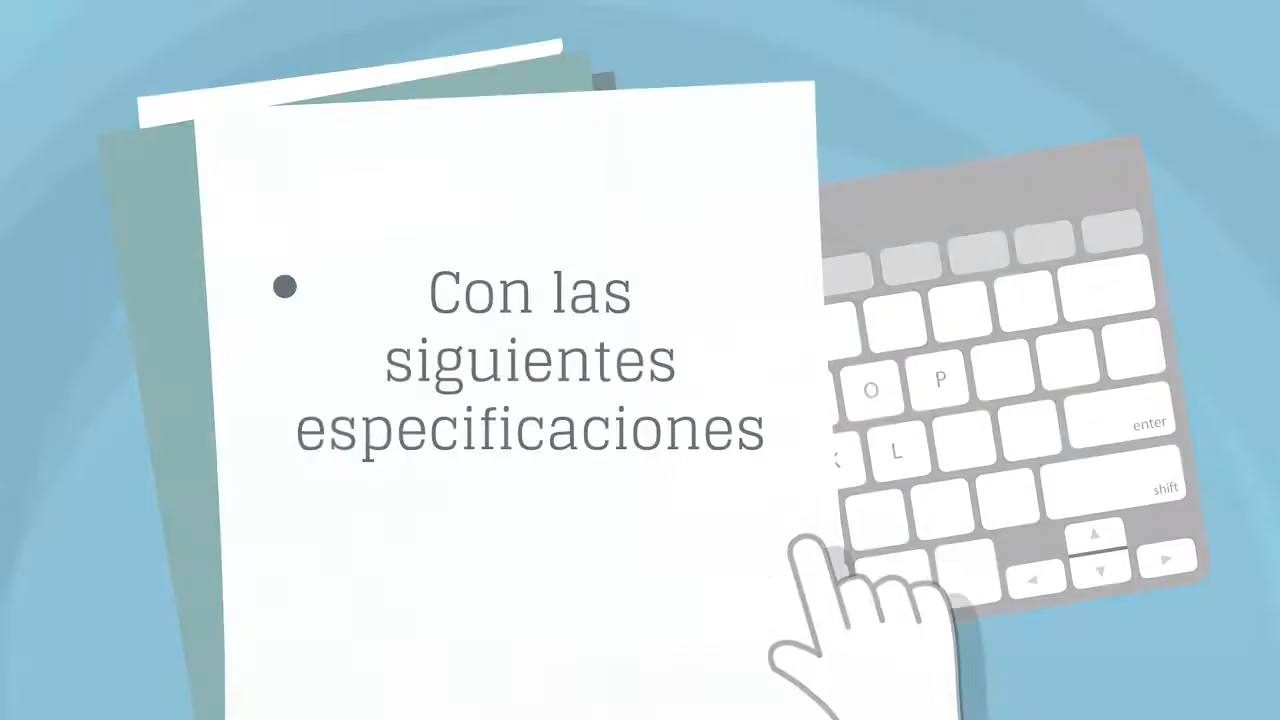 Con las
siguientes
especificaciones
O
P
L
enter
shift